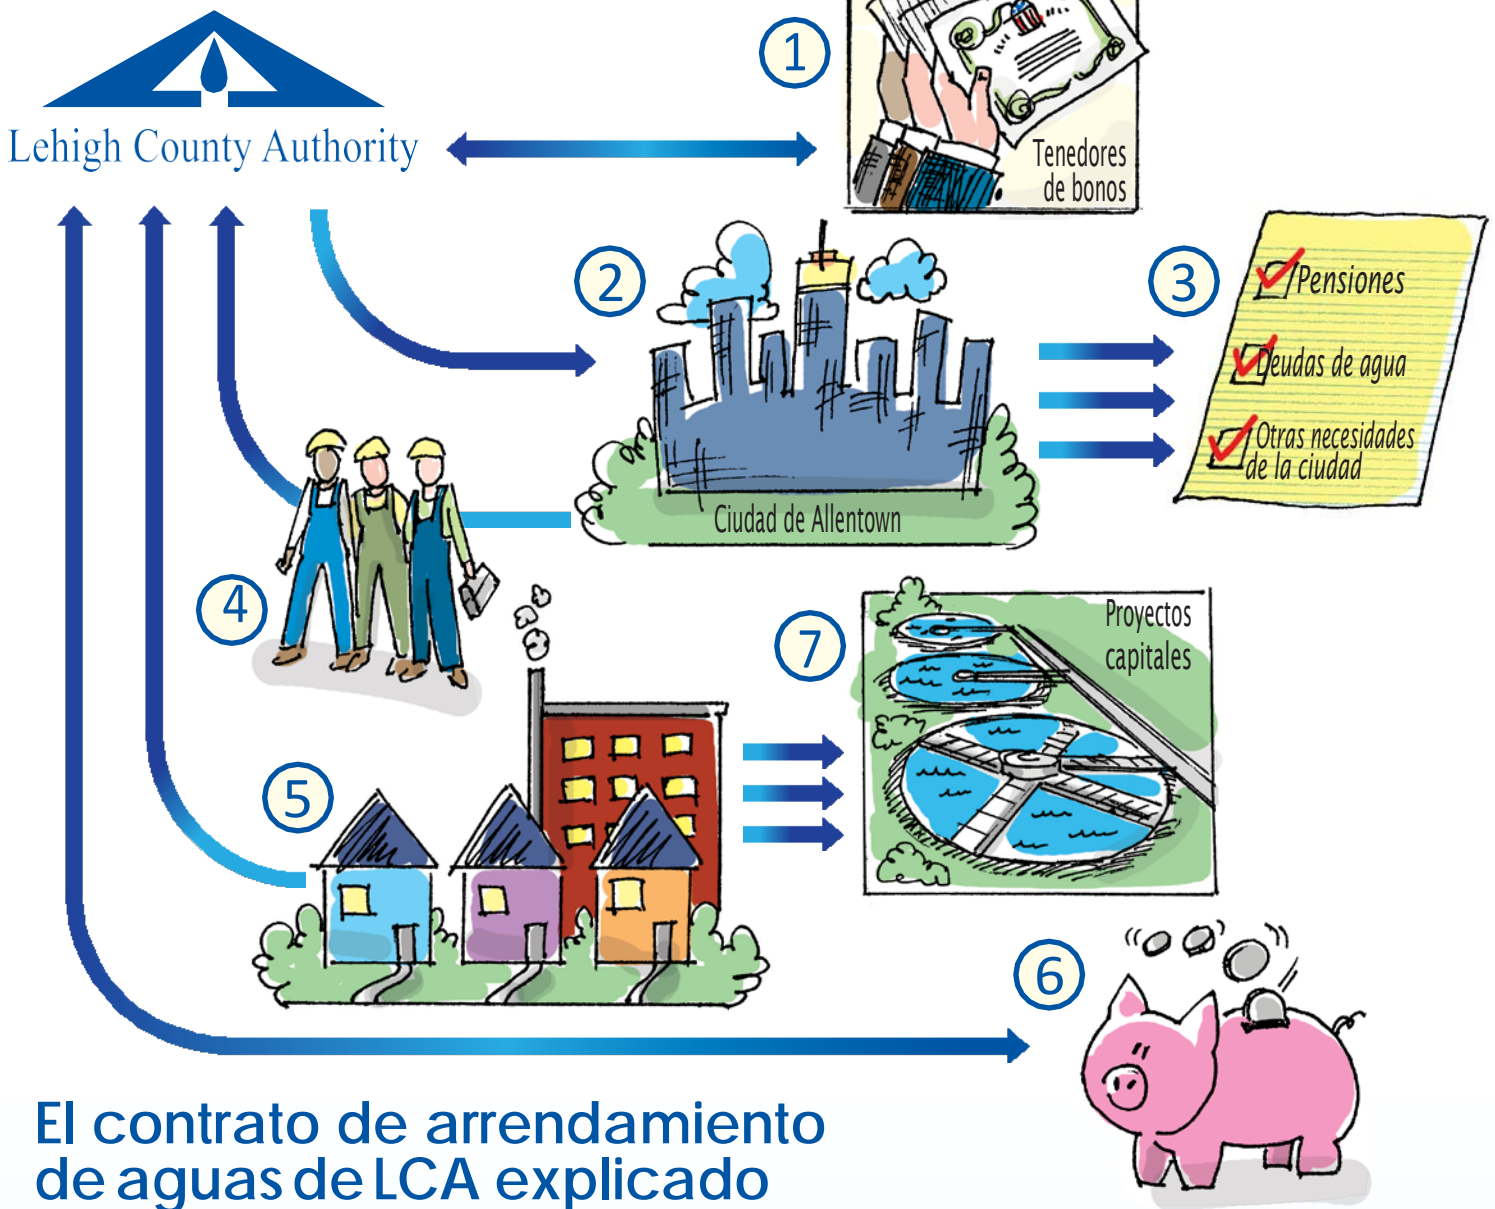 Lehigh County Authority
1
Tenedores
de bonos
2
Ciudad de Allentown
3
Pensiones
Deudas de agua
Otras necesidades
de la ciudad
4
5
7
Proyectos
capitales
6
El contrato de arrendamiento
de aguas de LCA explicado